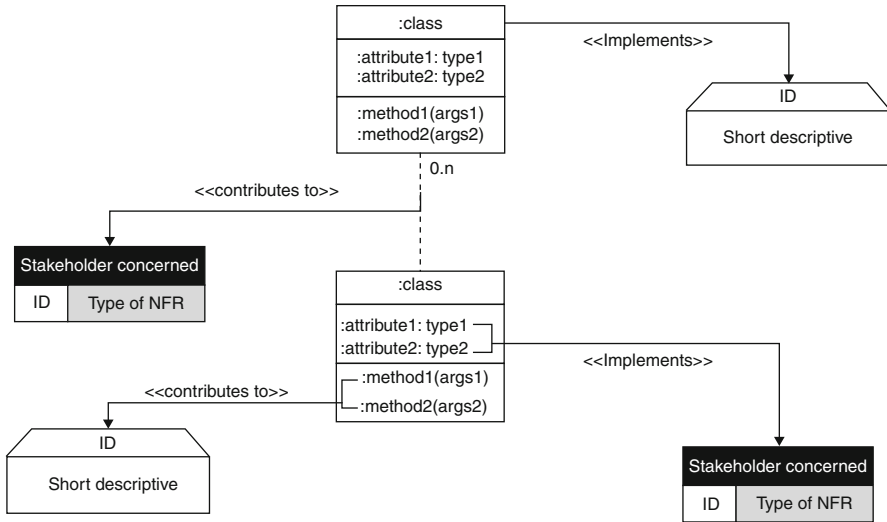 :class
<<Implements>>
:attribute1: type1
:attribute2: type2
ID
:method1(args1)
:method2(args2)
Short descriptive
0.n
<<contributes to>>
Stakeholder concerned
ID Type of NFR
:class
:attribute1: type1
:attribute2: type2
<<Implements>>
:method1(args1)
<<contributes to>>
:method2(args2)
ID
Short descriptive
Stakeholder concerned
ID Type of NFR